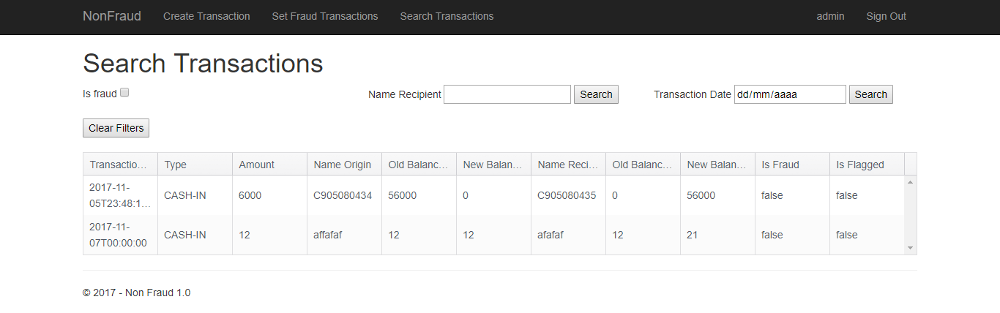 NonFraud Create Transaction Set Fraud Transactions Search Transactions admin Sign Out
Search Transactions
Is fraud Name Recipient Search Transaction Date dd/mm/aaaa Search
Clear Filters
Transactio... Type Amount Name Origin Old Balanc... New Balan... Name Reci... Old Balanc... New Balan... Is Fraud Is Flagged
2017-11-
05T23:48:1... CASH-IN 6000 C905080434 56000 0 C905080435 0 56000 false false
2017-11-
07T00:00:00 CASH-IN 12 affafaf 12 12 afafaf 12 21 false false
© 2017 - Non Fraud 1.0